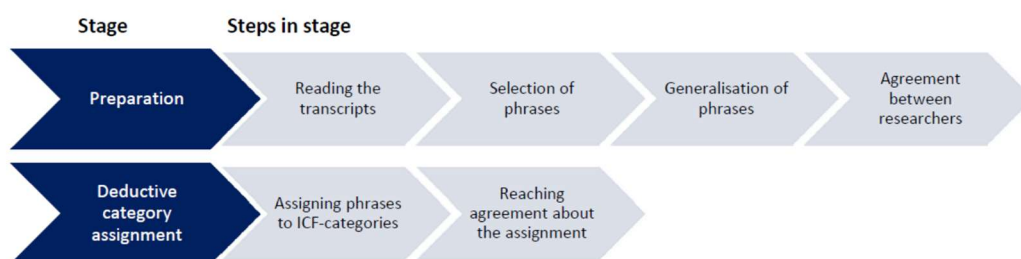 Stage Steps in stage
Preparation
Reading the
transcripts
Selection of
phrases
Generalisation of
phrases
Agreement
between
researchers
Deductive
category
assignment
Assigning phrases
to ICF-categories
Reaching
agreement about
the assignment